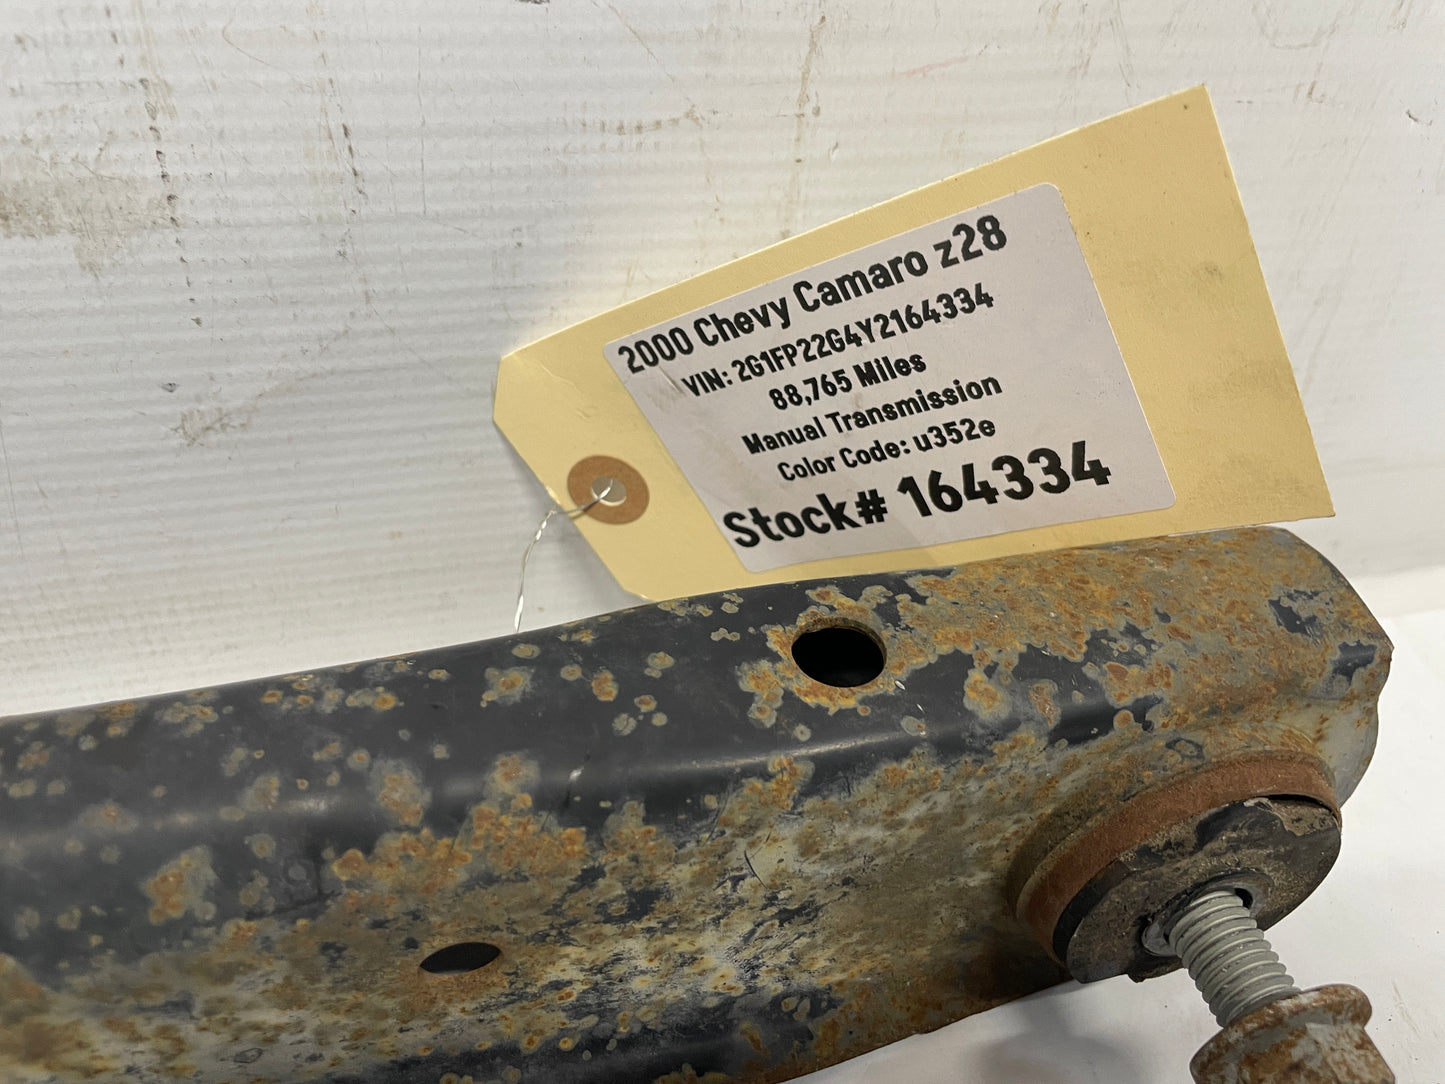 2000 Chevy Camaro z28
VIN: 2G1FP22G4Y2164334
88,765 Miles
Manual Transmission
Color Code: u352e
Stock# 164334